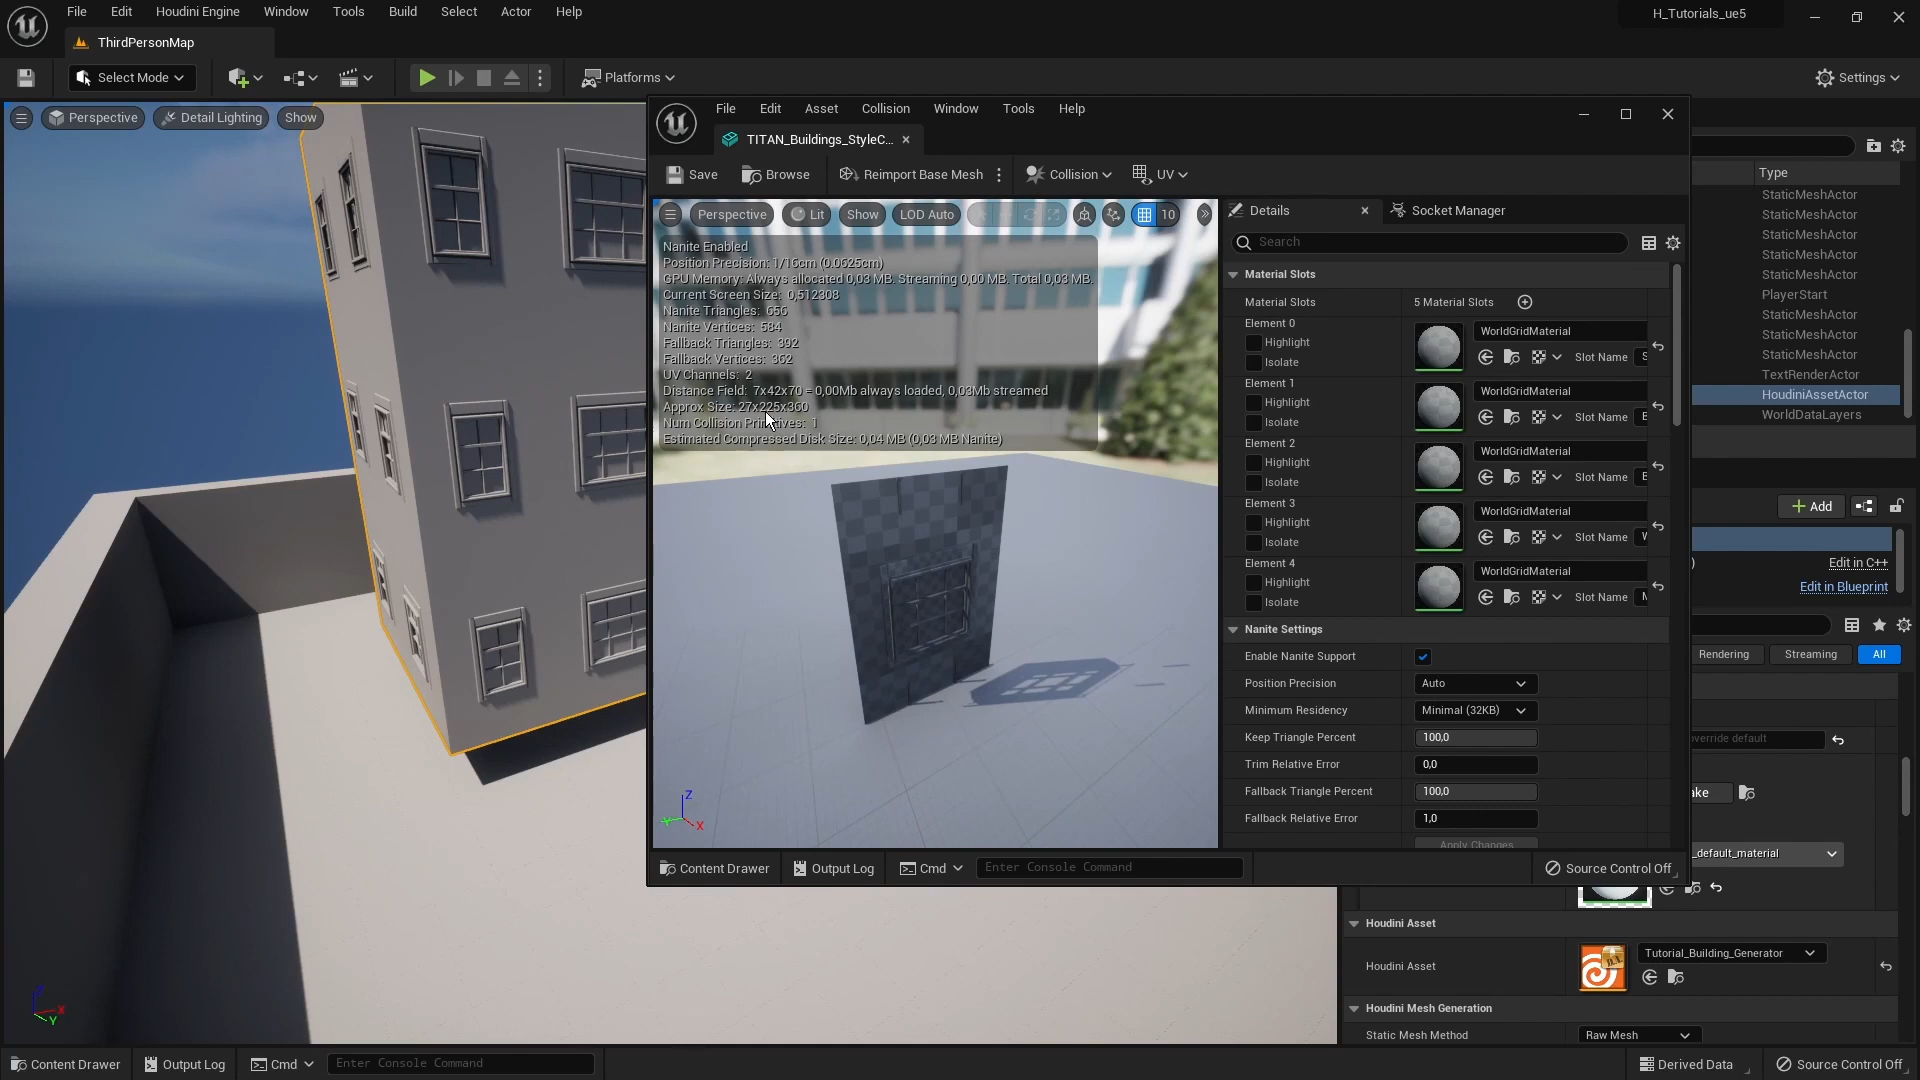 File Edit Houdini Engine Window Tools Build Select Actor Help
H_Tutorials_ue5
ThirdPersonMap
Select Mode
Platforms
Settings
Perspective Detail Lighting Show
File Edit Asset Collision Window Tools Help
TITAN_Buildings_StyleC...
Save Browse Reimport Base Mesh Collision UV
Perspective Lit Show LOD Auto 10
Nanite Enabled
Position Precision: 1/16cm (0.0625cm)
GPU Memory: Always allocated 0,03 MB. Streaming 0,00 MB. Total 0,03 MB.
Current Screen Size: 0,512308
Nanite Triangles: 656
Nanite Vertices: 584
Fallback Triangles: 392
Fallback Vertices: 362
UV Channels: 2
Distance Field: 7x42x70 = 0,00Mb always loaded, 0,03Mb streamed
Approx Size: 27x225x360
Num Collision Primitives: 1
Estimated Compressed Disk Size: 0,04 MB (0,03 MB Nanite)
Z
Y X
Details Socket Manager
Search
Material Slots
Material Slots 5 Material Slots
Element 0
WorldGridMaterial
Highlight
Isolate
Slot Name S
Element 1
WorldGridMaterial
Highlight
Isolate
Slot Name
Element 2
WorldGridMaterial
Highlight
Isolate
Slot Name
Element 3
WorldGridMaterial
Highlight
Isolate
Slot Name
Element 4
WorldGridMaterial
Highlight
Isolate
Slot Name
Nanite Settings
Enable Nanite Support
Position Precision Auto
Minimum Residency Minimal (32KB)
Keep Triangle Percent 100,0
Trim Relative Error 0,0
Fallback Triangle Percent 100,0
Fallback Relative Error 1,0
Apply Changes
Content Drawer Output Log Cmd Enter Console Command Source Control Off
Type
StaticMeshActor
StaticMeshActor
StaticMeshActor
StaticMeshActor
StaticMeshActor
PlayerStart
StaticMeshActor
StaticMeshActor
StaticMeshActor
TextRenderActor
HoudiniAssetActor
WorldDataLayers
Add
) Edit in C++
Edit in Blueprint
Rendering Streaming All
override default
ake
_default_material
Houdini Asset
Houdini Asset
Tutorial_Building_Generator
Houdini Mesh Generation
Static Mesh Method Raw Mesh
Z
X
Y
Content Drawer Output Log Cmd Enter Console Command Derived Data Source Control Off